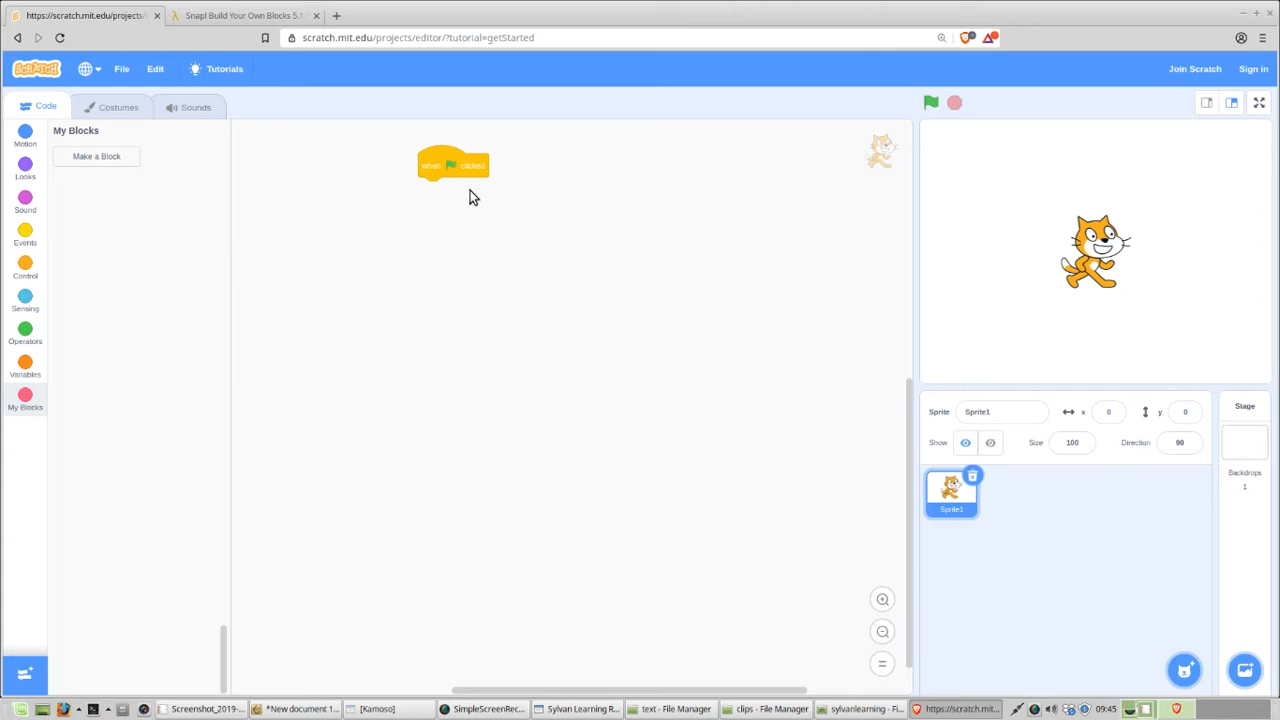 https://scratch.mit.edu/projects/
Snap! Build Your Own Blocks 5.1
scratch.mit.edu/projects/editor/?tutorial=getStarted
SCRATCH
File
Edit
Tutorials
Join Scratch
Sign in
Code
Costumes
Sounds
Motion
Looks
Sound
Events
Control
Sensing
Operators
Variables
My Blocks
My Blocks
Make a Block
when clicked
Sprite
Sprite1
x
0
y
0
Show
Size
100
Direction
90
Sprite1
Stage
Backdrops
1
Screenshot_2019-
*New document 1...
[Kamoso]
SimpleScreenRec...
Sylvan Learning R...
text - File Manager
clips - File Manager
sylvanlearning - Fi...
https://scratch.mit...
09:45